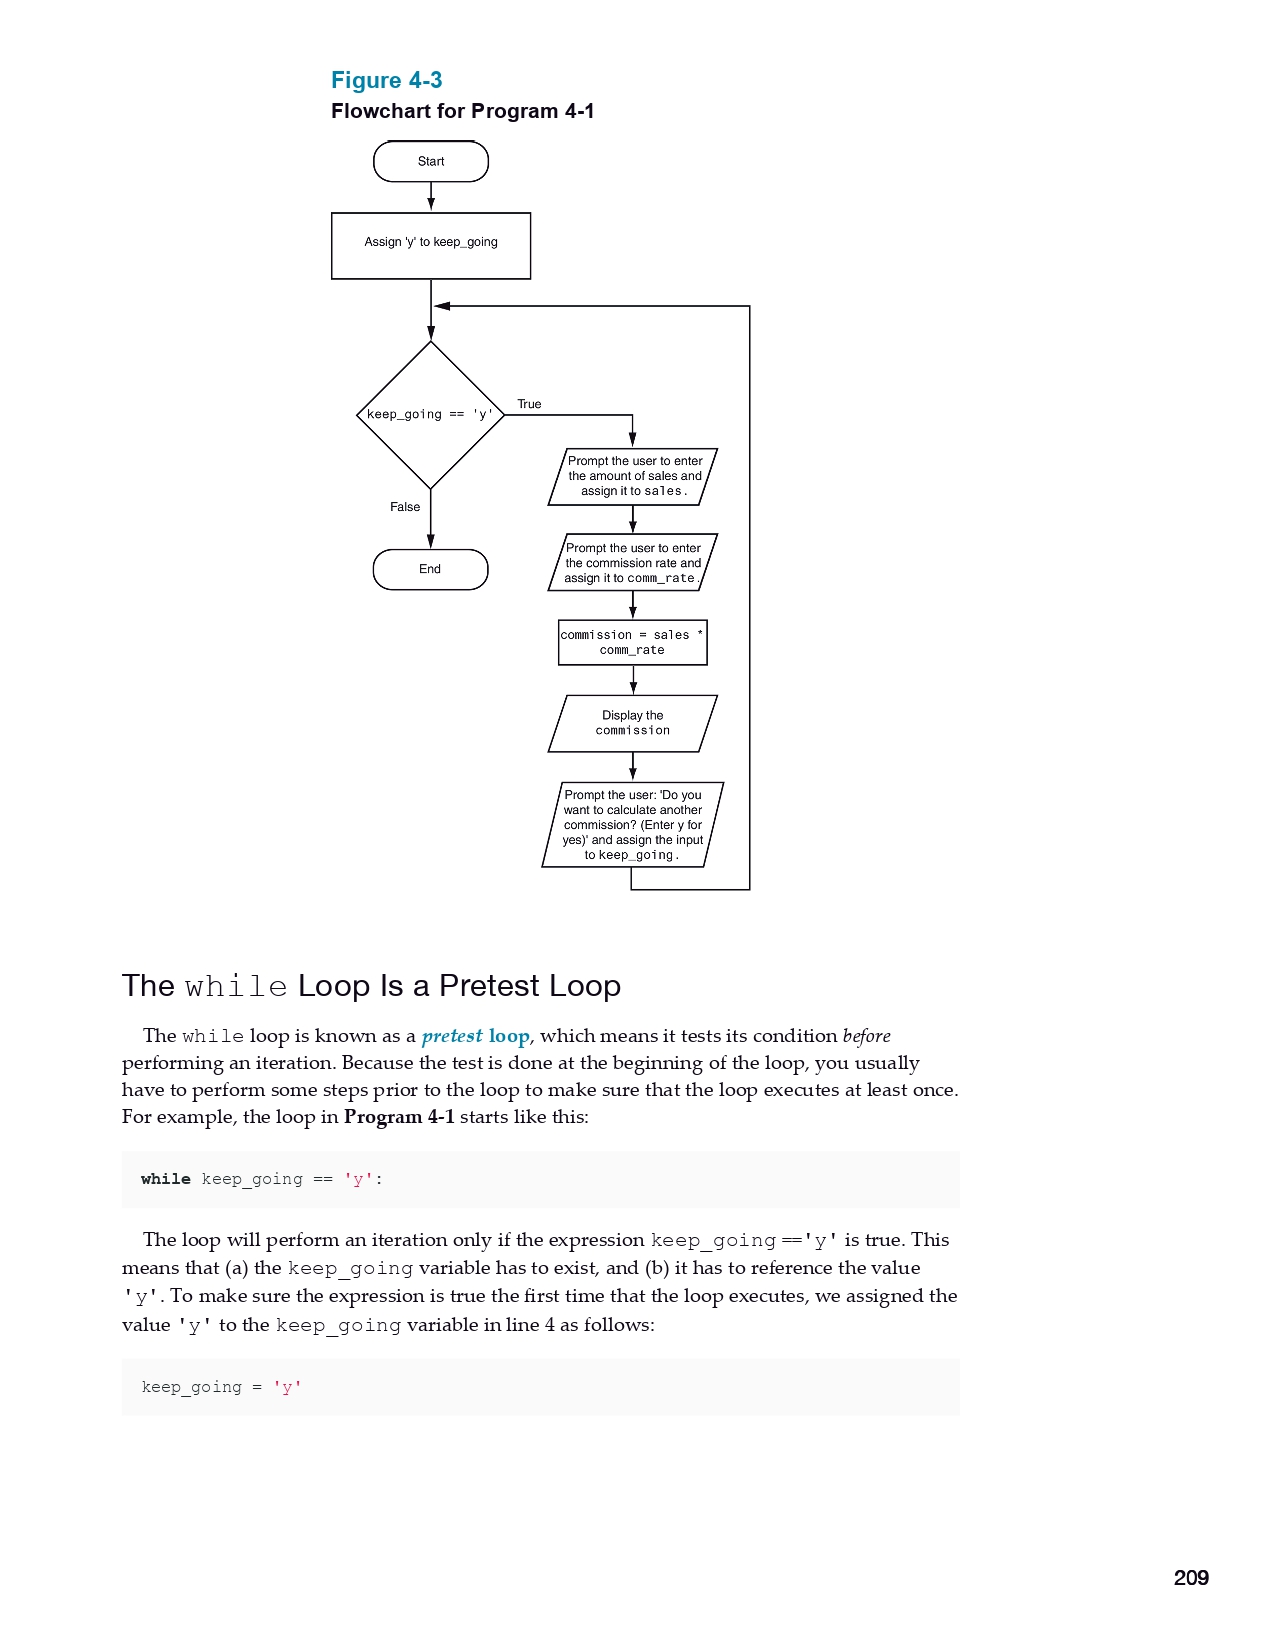 Figure 4-3
Flowchart for Program 4-1
Start
Assign 'y' to keep_going
keep_going == 'y'
True
False
End
Prompt the user to enter
the amount of sales and
assign it to sales.
Prompt the user to enter
the commission rate and
assign it to comm_rate.
commission = sales *
comm_rate
Display the
commission
Prompt the user: 'Do you
want to calculate another
commission? (Enter y for
yes)' and assign the input
to keep_going.
The while Loop Is a Pretest Loop
The while loop is known as a pretest loop, which means it tests its condition before
performing an iteration. Because the test is done at the beginning of the loop, you usually
have to perform some steps prior to the loop to make sure that the loop executes at least once.
For example, the loop in Program 4-1 starts like this:
while keep_going == 'y':
The loop will perform an iteration only if the expression keep_going =='y' is true. This
means that (a) the keep_going variable has to exist, and (b) it has to reference the value
'y'. To make sure the expression is true the first time that the loop executes, we assigned the
value 'y' to the keep_going variable in line 4 as follows:
keep_going = 'y'
209